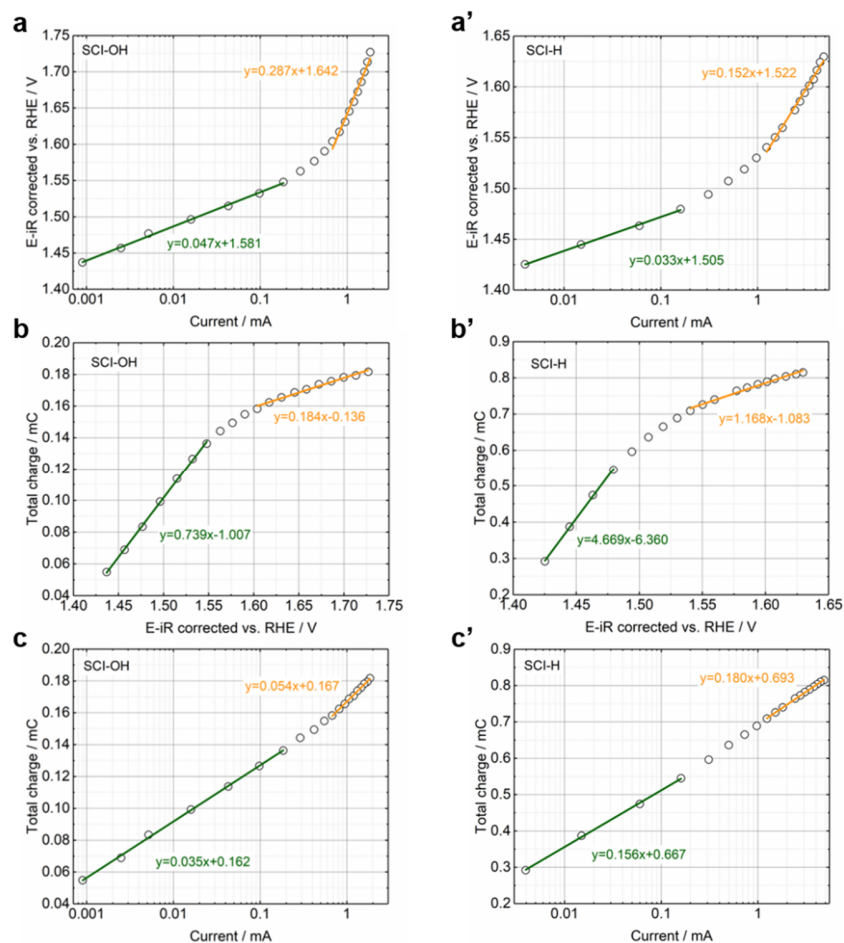 a
SCI-OH
1.75
1.70
1.65
1.60
1.55
1.50
1.45
1.40
E-iR corrected vs. RHE / V
y=0.287x+1.642
y=0.047x+1.581
0.001
0.01
0.1
1
Current / mA
a’
SCI-H
1.65
1.60
1.55
1.50
1.45
1.40
E-iR corrected vs. RHE / V
y=0.152x+1.522
y=0.033x+1.505
0.01
0.1
1
Current / mA
b
SCI-OH
0.20
0.18
0.16
0.14
0.12
0.10
0.08
0.06
0.04
Total charge / mC
y=0.184x-0.136
y=0.739x-1.007
1.40
1.45
1.50
1.55
1.60
1.65
1.70
1.75
E-iR corrected vs. RHE / V
b’
SCI-H
0.9
0.8
0.7
0.6
0.5
0.4
0.3
0.2
Total charge / mC
y=1.168x-1.083
y=4.669x-6.360
1.40
1.45
1.50
1.55
1.60
1.65
E-iR corrected vs. RHE / V
c
SCI-OH
0.20
0.18
0.16
0.14
0.12
0.10
0.08
0.06
0.04
Total charge / mC
y=0.054x+0.167
y=0.035x+0.162
0.001
0.01
0.1
1
Current / mA
c’
SCI-H
0.9
0.8
0.7
0.6
0.5
0.4
0.3
0.2
Total charge / mC
y=0.180x+0.693
y=0.156x+0.667
0.01
0.1
1
Current / mA